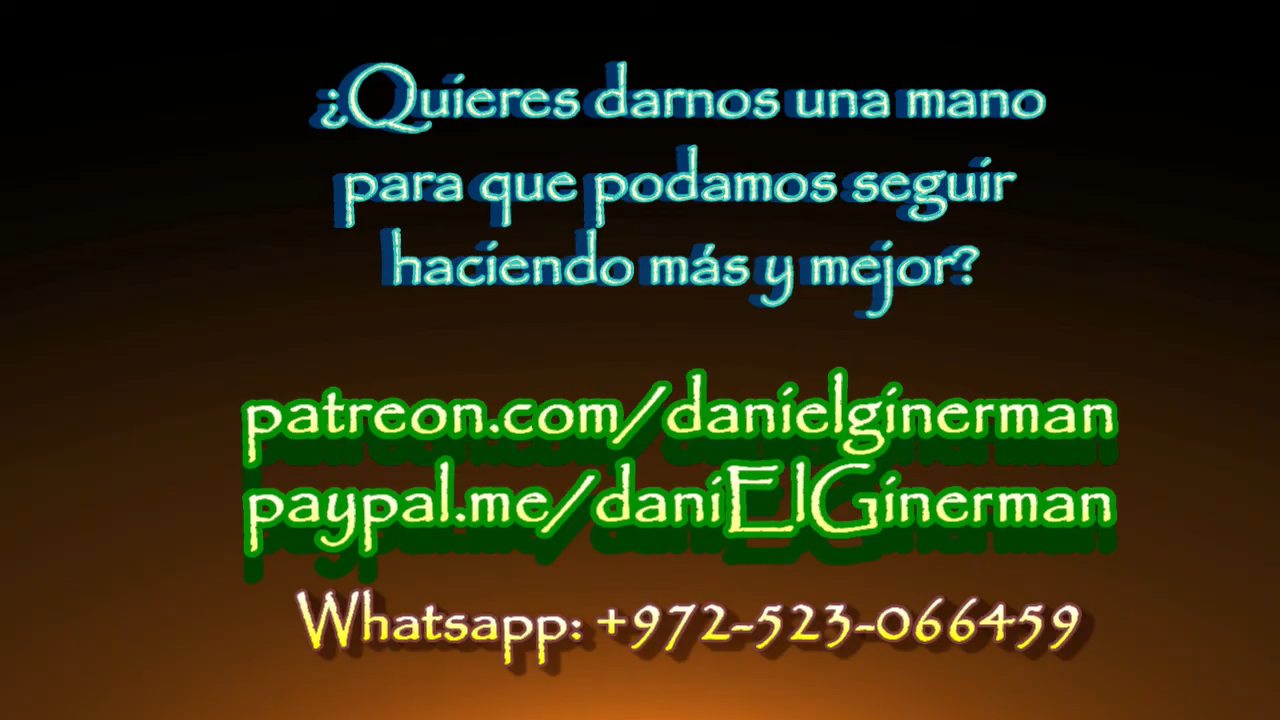 ¿Quieres darnos una mano
para que podamos seguir
haciendo más y mejor?
patreon.com/danielginerman
paypal.me/daniElGinerman
Whatsapp: +972-523-066459